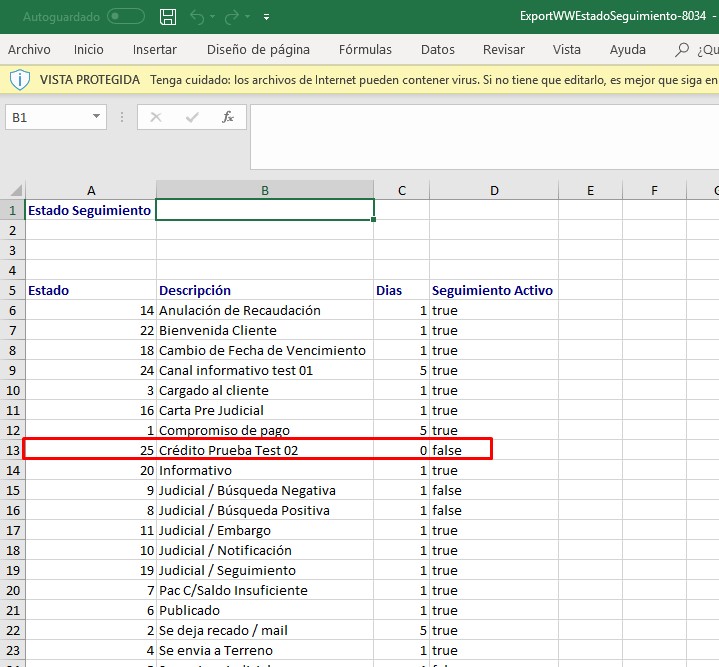 Autoguardado ExportWWEstadoSeguimiento-8034 -
Archivo Inicio Insertar Diseño de página Fórmulas Datos Revisar Vista Ayuda ¿Qu
VISTA PROTEGIDA Tenga cuidado: los archivos de Internet pueden contener virus. Si no tiene que editarlo, es mejor que siga en
B1 fx
A B C D E F G
1 Estado Seguimiento
2
3
4
5 Estado Descripción Dias Seguimiento Activo
6 14 Anulación de Recaudación 1 true
7 22 Bienvenida Cliente 1 true
8 18 Cambio de Fecha de Vencimiento 1 true
9 24 Canal informativo test 01 5 true
10 3 Cargado al cliente 1 true
11 16 Carta Pre Judicial 1 true
12 1 Compromiso de pago 5 true
13 25 Crédito Prueba Test 02 0 false
14 20 Informativo 1 true
15 9 Judicial / Búsqueda Negativa 1 false
16 8 Judicial / Búsqueda Positiva 1 false
17 11 Judicial / Embargo 1 true
18 10 Judicial / Notificación 1 true
19 19 Judicial / Seguimiento 1 true
20 7 Pac C/Saldo Insuficiente 1 true
21 6 Publicado 1 true
22 2 Se deja recado / mail 5 true
23 4 Se envia a Terreno 1 true